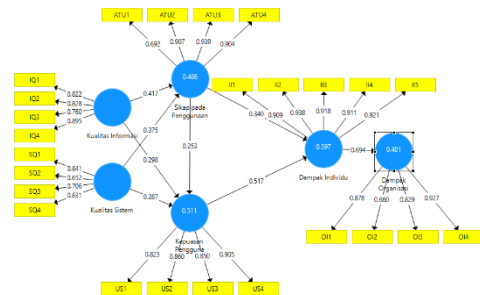 ATU1 ATU2 ATU3 ATU4
0.692 0.907 0.939 0.904
IQ1
IQ2
IQ3
IQ4
0.822
0.828
0.760
0.895
Kualitas Informasi
0.417
0.375
0.298
0.287
0.486
Sikap pada
Penggunaan
0.253
0.340
II1 II2 II3 II4 II5
0.909 0.938 0.918 0.911 0.921
0.597
Dampak Individu
0.694
0.481
Dampak
Organisasi
SQ1
SQ2
SQ3
SQ4
0.841
0.652
0.706
0.831
Kualitas Sistem
0.511
Kepuasan
Pengguna
0.517
0.878 0.660 0.829 0.927
OI1 OI2 OI3 OI4
0.823 0.860 0.850 0.905
US1 US2 US3 US4